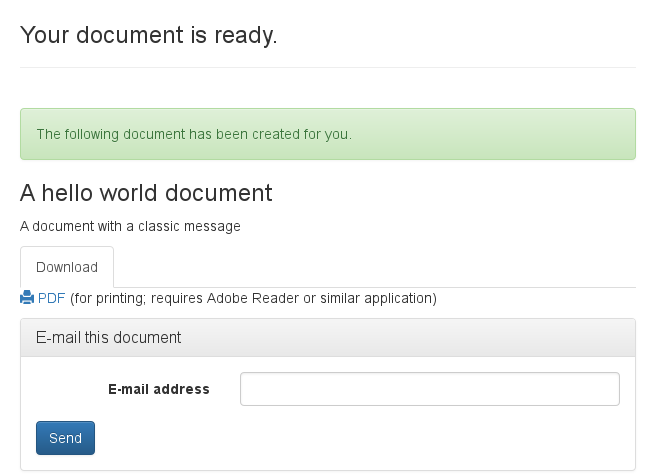 Your document is ready.
The following document has been created for you.
A hello world document
A document with a classic message
Download
PDF (for printing; requires Adobe Reader or similar application)
E-mail this document
E-mail address
Send